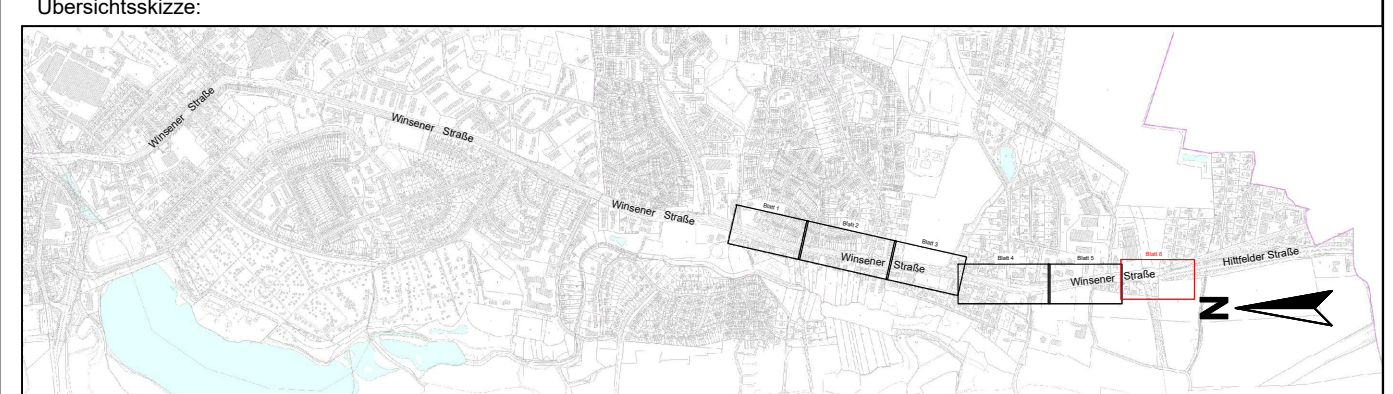 Übersichtsskizze:
Winsener Straße
Winsener Straße
Winsener Straße
Blatt 1
Blatt 2
Blatt 3
Winsener Straße
Blatt 4
Blatt 5
Blatt 6
Winsener Straße
Hittfelder Straße
N